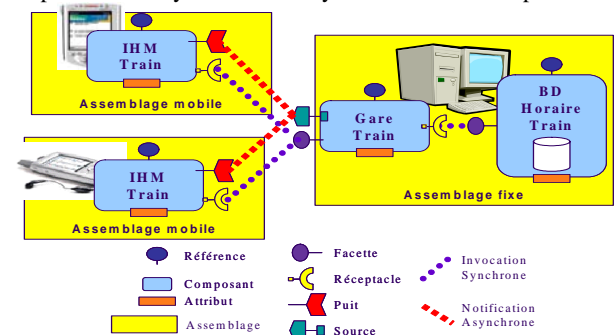 IHM
Train
Assemblage mobile
IHM
Train
Assemblage mobile
Gare
Train
BD
Horaire
Train
Assemblage fixe
Référence
Composant
Attribut
Assemblage
Facette
Réceptacle
Puit
Source
Invocation
Synchrone
Notification
Asynchrone